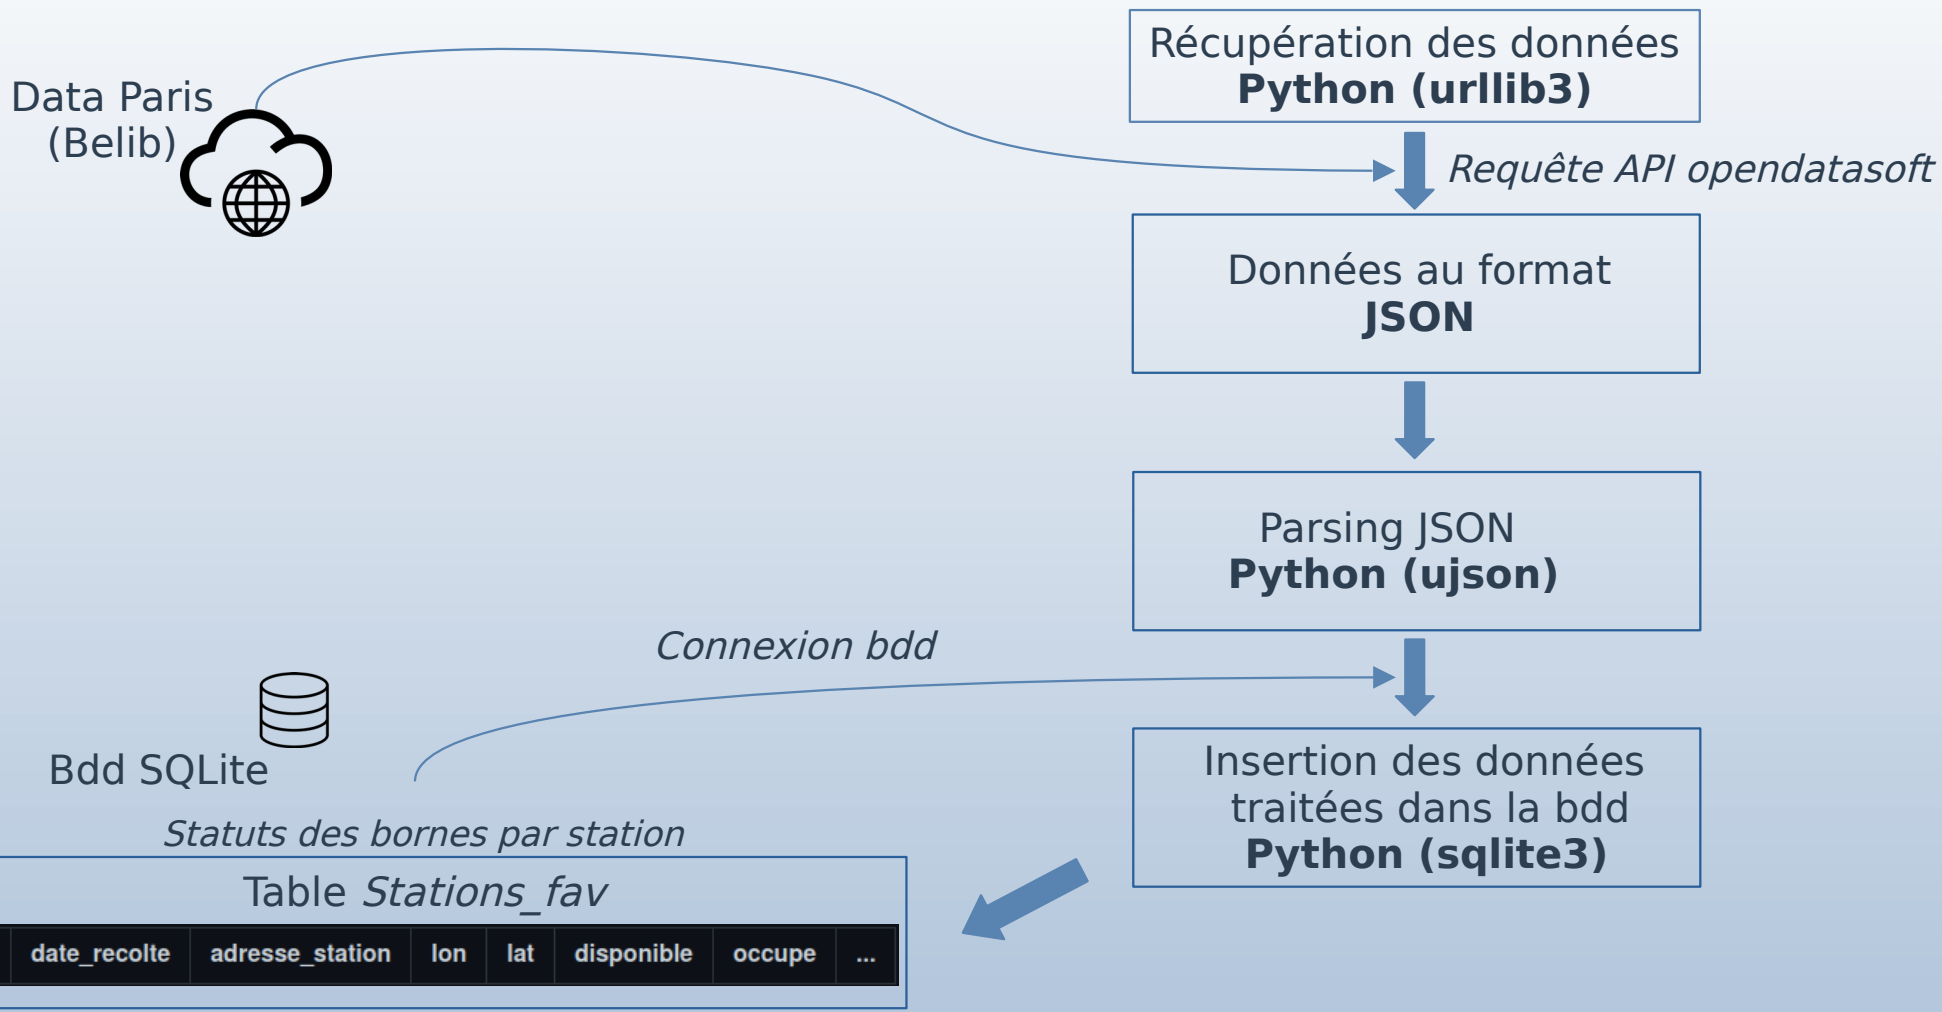 Récupération des données
Python (urllib3)
Data Paris
(Belib)
Requête API opendatasoft
Données au format
JSON
Parsing JSON
Python (ujson)
Connexion bdd
Bdd SQLite
Insertion des données
traitées dans la bdd
Python (sqlite3)
Statuts des bornes par station
Table Stations_fav
date_recolte adresse_station lon lat disponible occupe ...